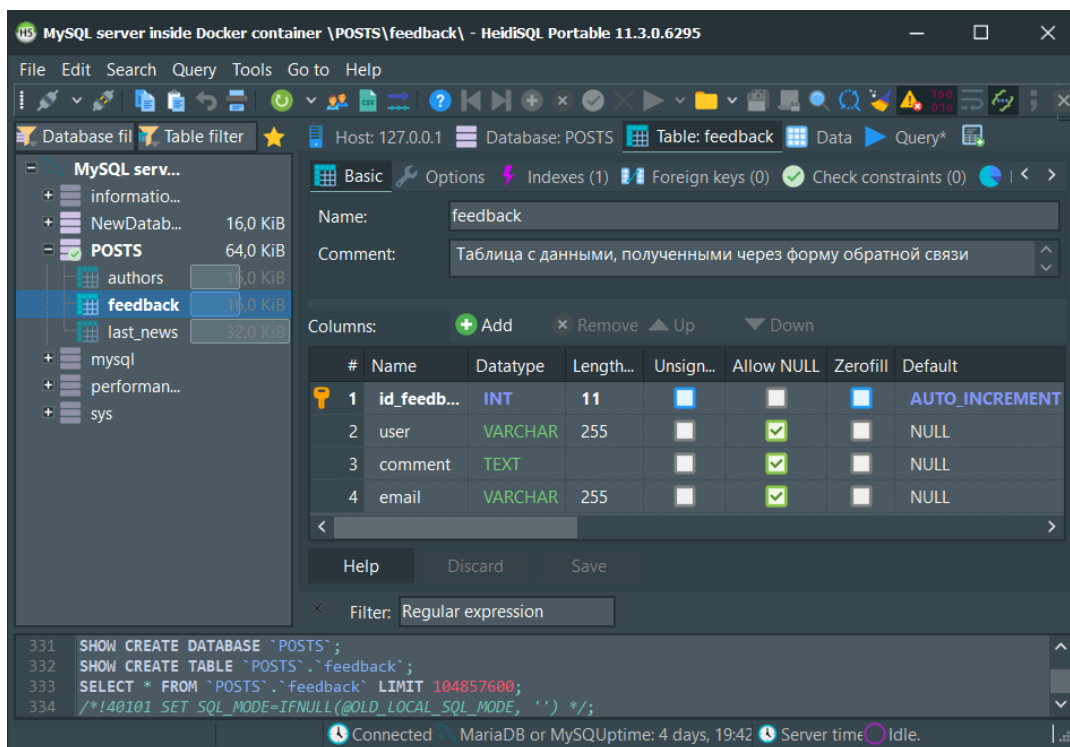 HS MySQL server inside Docker contai \POSTS\feedback\ - HeidiSQL Portable 11.3.0.6295
File Edit Search Query Tools Go to Help
Database fil Table filter
Host: 127.0.0.1 Database: POSTS Table: feedback Data Query*
MySQL serv...
informatio...
NewDatab... 16,0 KiB
POSTS 64,0 KiB
authors 16,0 KiB
feedback 16,0 KiB
last_news 32,0 KiB
mysql
performan...
sys
Basic Options Indexes (1) Foreign keys (0) Check constraints (0)
Name: feedback
Comment: Таблица с данными, полученными через форму обратной связи
Columns: Add Remove Up Down
# Name Datatype Length... Unsign... Allow NULL Zerofill Default
1 id_feedb... INT 11 AUTO_INCREMENT
2 user VARCHAR 255 NULL
3 comment TEXT NULL
4 email VARCHAR 255 NULL
Help Discard Save
Filter: Regular expression
331 SHOW CREATE DATABASE `POSTS`;
332 SHOW CREATE TABLE `POSTS`.`feedback`;
333 SELECT * FROM `POSTS`.`feedback` LIMIT 104857600;
334 /*!40101 SET SQL_MODE=IFNULL(@OLD_LOCAL_SQL_MODE, '') */;
Connected MariaDB or MySQL Uptime: 4 days, 19:42 Server time Idle.